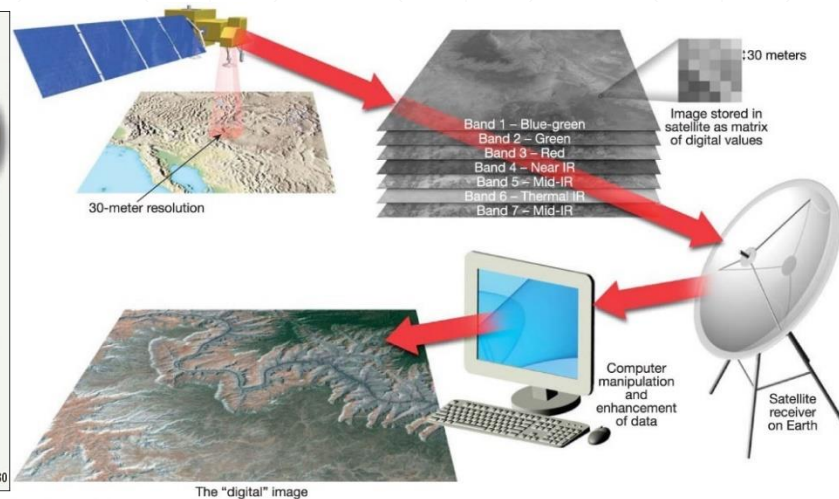 30 meters
Image stored in
satellite as matrix
of digital values
Band 1 – Blue-green
Band 2 – Green
Band 3 – Red
Band 4 – Near IR
Band 5 – Mid-IR
Band 6 – Thermal IR
Band 7 – Mid-IR
30-meter resolution
Computer
manipulation
and
enhancement
of data
Satellite
receiver
on Earth
The "digital" image